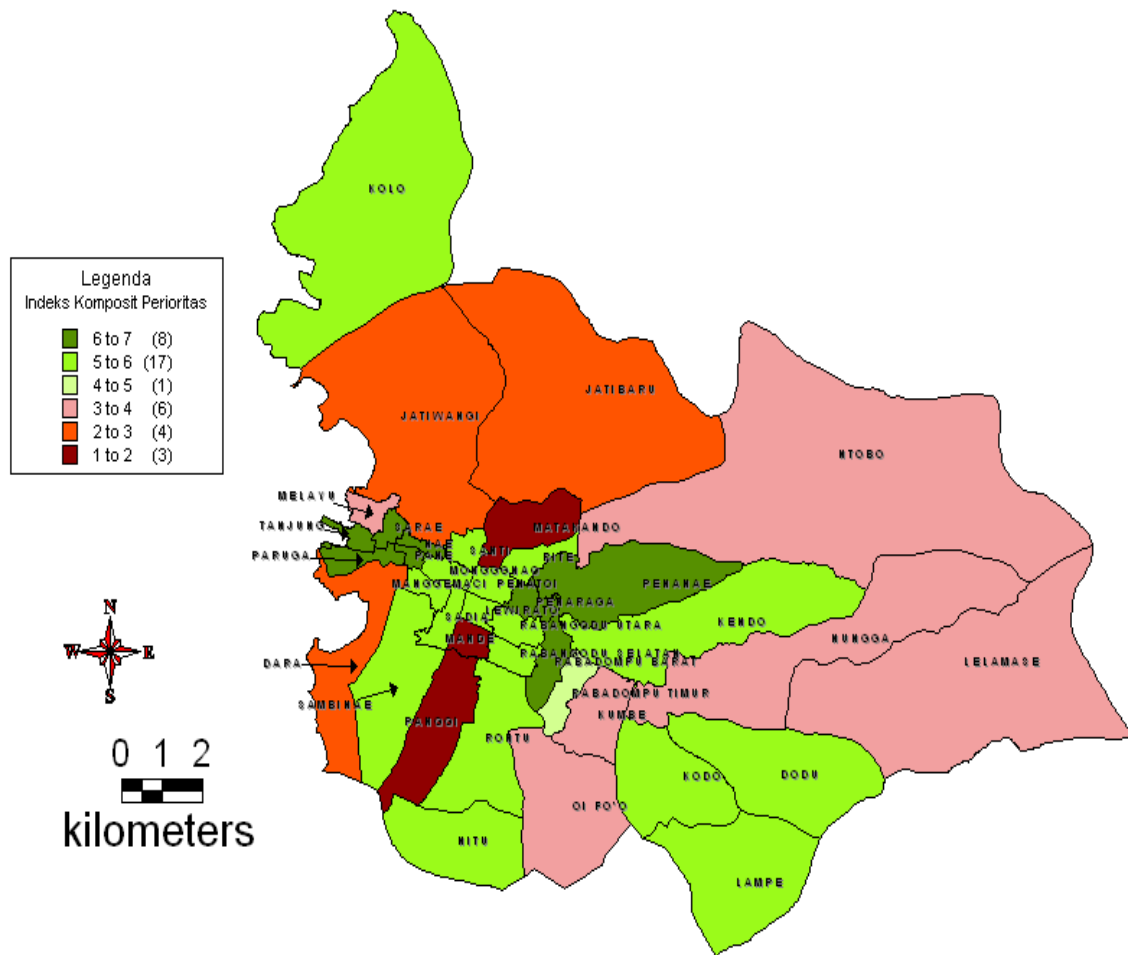 KOLO
Legenda
Indeks Komposit Perioritas
6 to 7 (8)
5 to 6 (17)
4 to 5 (1)
3 to 4 (6)
2 to 3 (4)
1 to 2 (3)
JATIBARU
JATIWANGI
NTOBO
MELAYU
TANJUNG
SARAE
MATAKANDO
NAE
PARUGA
PANE
SANTI
RITE
MONGGONAO
MANGGEMACI
PENATOI
PENANAE
PENARAGA
LEWIRATO
SADIA
RABANGODU UTARA
KENDO
MANDE
NUNGGA
RABANGODU SELATAN
RABADOMPU BARAT
LELAMASE
DARA
RABADOMPU TIMUR
SAMBINAE
KUMBE
PANGGI
RONTU
KODO
DODU
OI FO'O
NITU
LAMPE
N
W
E
S
0 1 2
kilometers